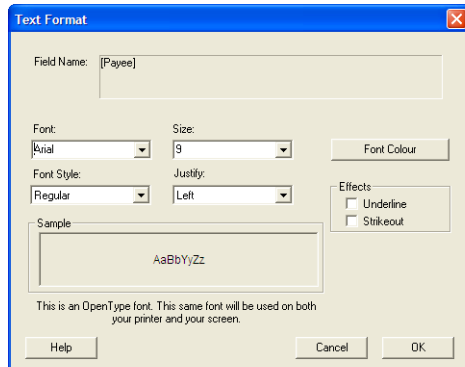 Text Format
Field Name: [Payee]
Font: Size:
Arial 9 Font Colour
Font Style: Justify:
Regular Left
Effects
Underline
Strikeout
Sample
AaBbYyZz
This is an OpenType font. This same font will be used on both
your printer and your screen.
Help Cancel OK